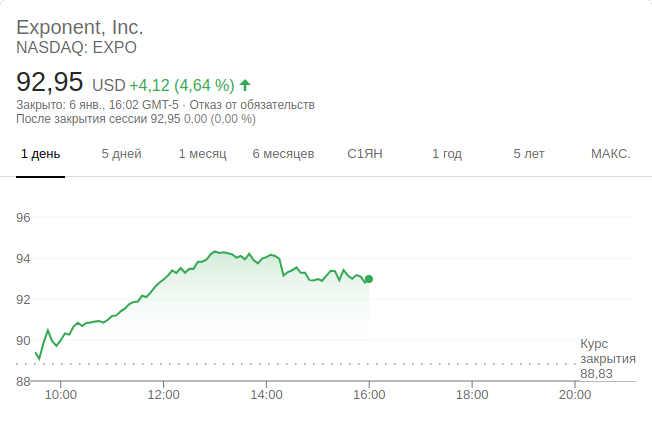 Exponent, Inc.
NASDAQ: EXPO
92,95 USD +4,12 (4,64 %)
Закрыто: 6 янв., 16:02 GMT-5 · Отказ от обязательств
После закрытия сессии 92,95 0,00 (0,00 %)
1 день 5 дней 1 месяц 6 месяцев С1ЯН 1 год 5 лет МАКС.
96
94
92
90
Курс
закрытия
88,83
88
10:00 12:00 14:00 16:00 18:00 20:00